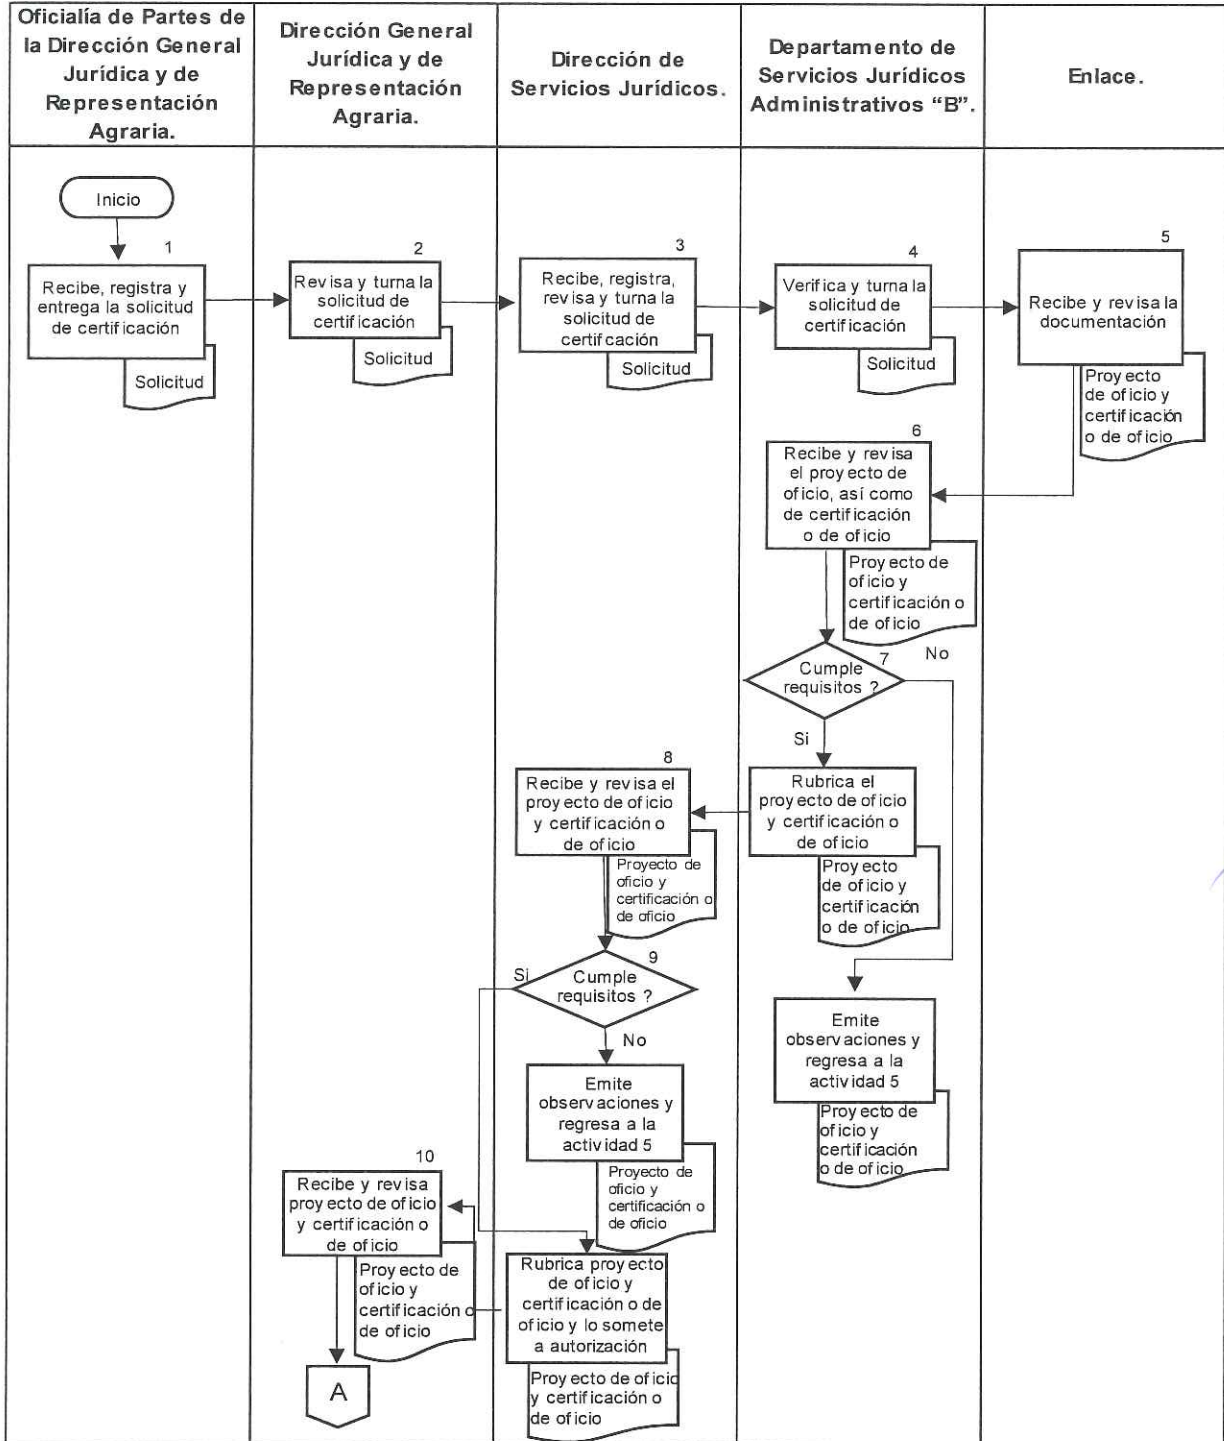 Oficialía de Partes de
la Dirección General
Jurídica y de
Representación
Agraria.
Dirección General
Jurídica y de
Representación
Agraria.
Dirección de
Servicios Jurídicos.
Departamento de
Servicios Jurídicos
Administrativos “B”.
Enlace.
Inicio
1
Recibe, registra y
entrega la solicitud
de certificación
Solicitud
2
Revisa y turna la
solicitud de
certificación
Solicitud
3
Recibe, registra,
revisa y turna la
solicitud de
certifcación
Solicitud
4
Verifica y turna la
solicitud de
certificación
Solicitud
5
Recibe y revisa la
documentación
Proyecto
de oficio y
certificación
o de oficio
6
Recibe y revisa
el proyecto de
oficio, así como
de certificación
o de oficio
Proyecto de
oficio y
certificación o
de oficio
7
Cumple
requisitos ?
No
Si
Rubrica el
proyecto de oficio
y certificación o
de oficio
Proyecto
de oficio y
certificación
o de oficio
8
Recibe y revisa el
proyecto de oficio
y certificación o
de oficio
Proyecto de
oficio y
certificación o
de oficio
9
Cumple
requisitos ?
Si
No
Emite
observaciones y
regresa a la
actividad 5
Proyecto de
oficio y
certificación
o de oficio
Emite
observaciones y
regresa a la
actividad 5
Proyecto de
oficio y
certificación o
de oficio
10
Recibe y revisa
proyecto de oficio
y certificación o
de oficio
Proyecto de
oficio y
certificación o
de oficio
Rubrica proyecto
de oficio y
certificación o de
oficio y lo somete
a autorización
Proyecto de oficio
y certificación o
de oficio
A